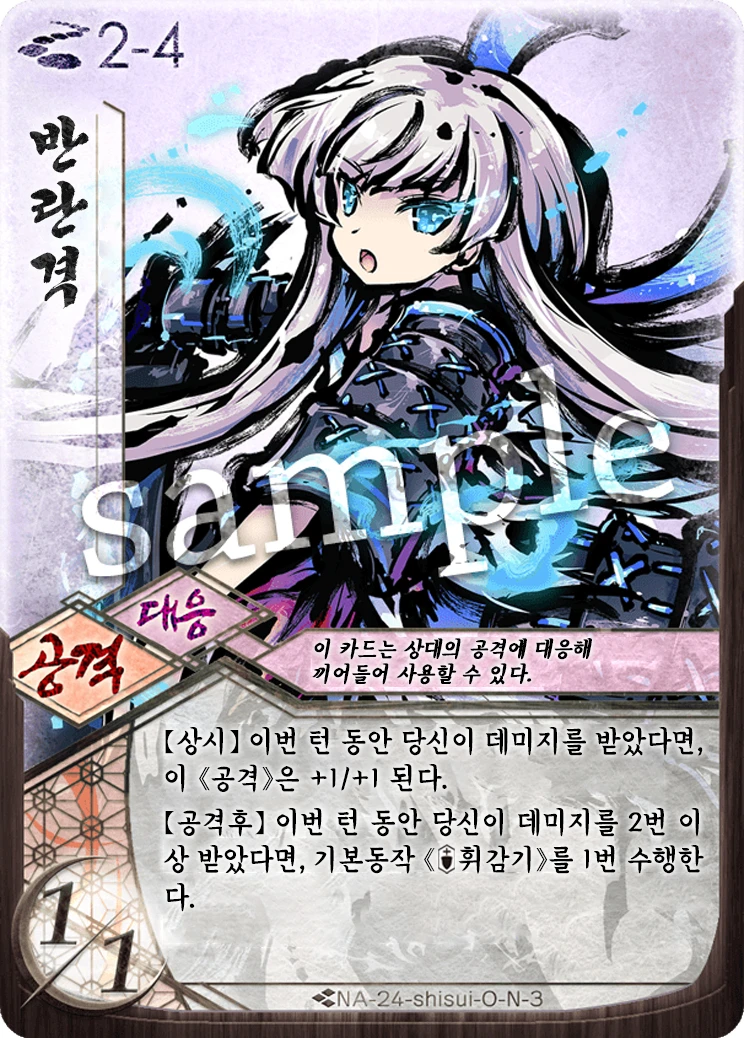 2-4
반란격
sample
대응
공격
이 카드는 상대의 공격에 대응해
끼어들어 사용할 수 있다.
【상시】 이번 턴 동안 당신이 데미지를 받았다면,
이 《공격》은 +1/+1 된다.
【공격후】 이번 턴 동안 당신이 데미지를 2번 이
상 받았다면, 기본동작 《휘감기》를 1번 수행한
다.
1/1
NA-24-shisui-O-N-3